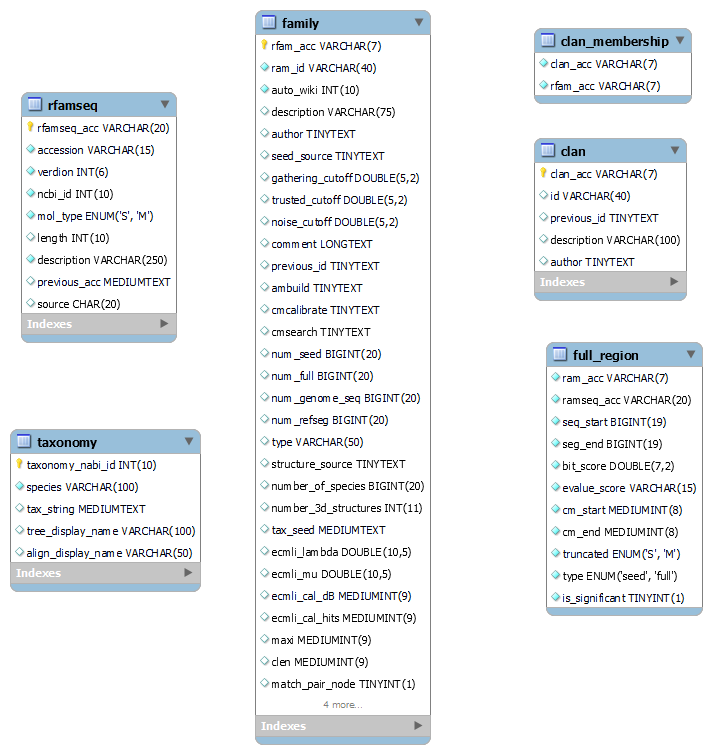 rfamseq
rfamseq_acc VARCHAR(20)
accession VARCHAR(15)
verdion INT(6)
ncbi_id INT(10)
mol_type ENUM('S', 'M')
length INT(10)
description VARCHAR(250)
previous_acc MEDIUMTEXT
source CHAR(20)
Indexes
taxonomy
taxonomy_nabi_id INT(10)
species VARCHAR(100)
tax_string MEDIUMTEXT
tree_display_name VARCHAR(100)
align_display_name VARCHAR(50)
Indexes
family
rfam_acc VARCHAR(7)
ram_id VARCHAR(40)
auto_wiki INT(10)
description VARCHAR(75)
author TINYTEXT
seed_source TINYTEXT
gathering_cutoff DOUBLE(5,2)
trusted_cutoff DOUBLE(5,2)
noise_cutoff DOUBLE(5,2)
comment LONGTEXT
previous_id TINYTEXT
ambuild TINYTEXT
cmcalibrate TINYTEXT
cmsearch TINYTEXT
num_seed BIGINT(20)
num_full BIGINT(20)
num_genome_seq BIGINT(20)
num_refseg BIGINT(20)
type VARCHAR(50)
structure_source TINYTEXT
number_of_species BIGINT(20)
number_3d_structures INT(11)
tax_seed MEDIUMTEXT
ecmli_lambda DOUBLE(10,5)
ecmli_mu DOUBLE(10,5)
ecmli_cal_dB MEDIUMINT(9)
ecmli_cal_hits MEDIUMINT(9)
maxi MEDIUMINT(9)
clen MEDIUMINT(9)
match_pair_node TINYINT(1)
4 more...
Indexes
clan_membership
clan_acc VARCHAR(7)
rfam_acc VARCHAR(7)
clan
clan_acc VARCHAR(7)
id VARCHAR(40)
previous_id TINYTEXT
description VARCHAR(100)
author TINYTEXT
Indexes
full_region
ram_acc VARCHAR(7)
ramseq_acc VARCHAR(20)
seq_start BIGINT(19)
seg_end BIGINT(19)
bit_score DOUBLE(7,2)
evalue_score VARCHAR(15)
cm_start MEDIUMINT(8)
cm_end MEDIUMINT(8)
truncated ENUM('S', 'M')
type ENUM('seed', 'full')
is_significant TINYINT(1)